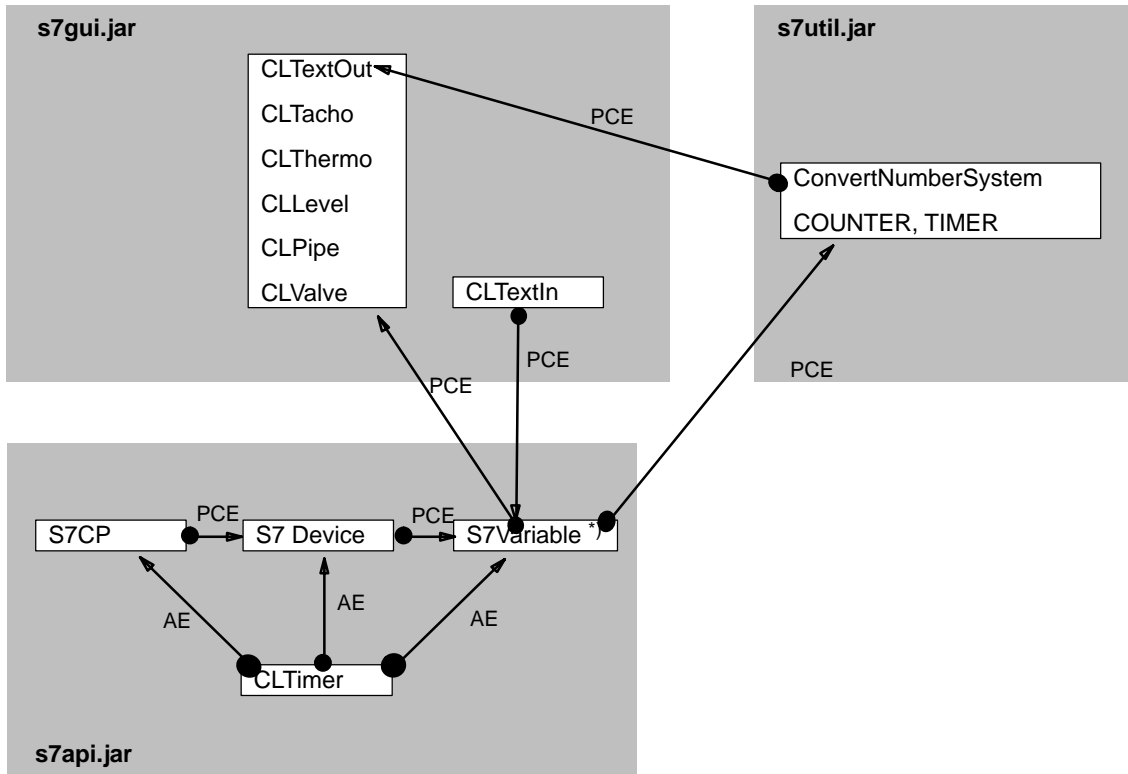 s7gui.jar
s7util.jar
CLTextOut
CLTacho
CLThermo
CLLevel
CLPipe
CLValve
CLTextIn
PCE
ConvertNumberSystem
COUNTER, TIMER
PCE
PCE
PCE
S7CP
PCE
S7 Device
PCE
S7Variable *)
AE
AE
AE
CLTimer
s7api.jar